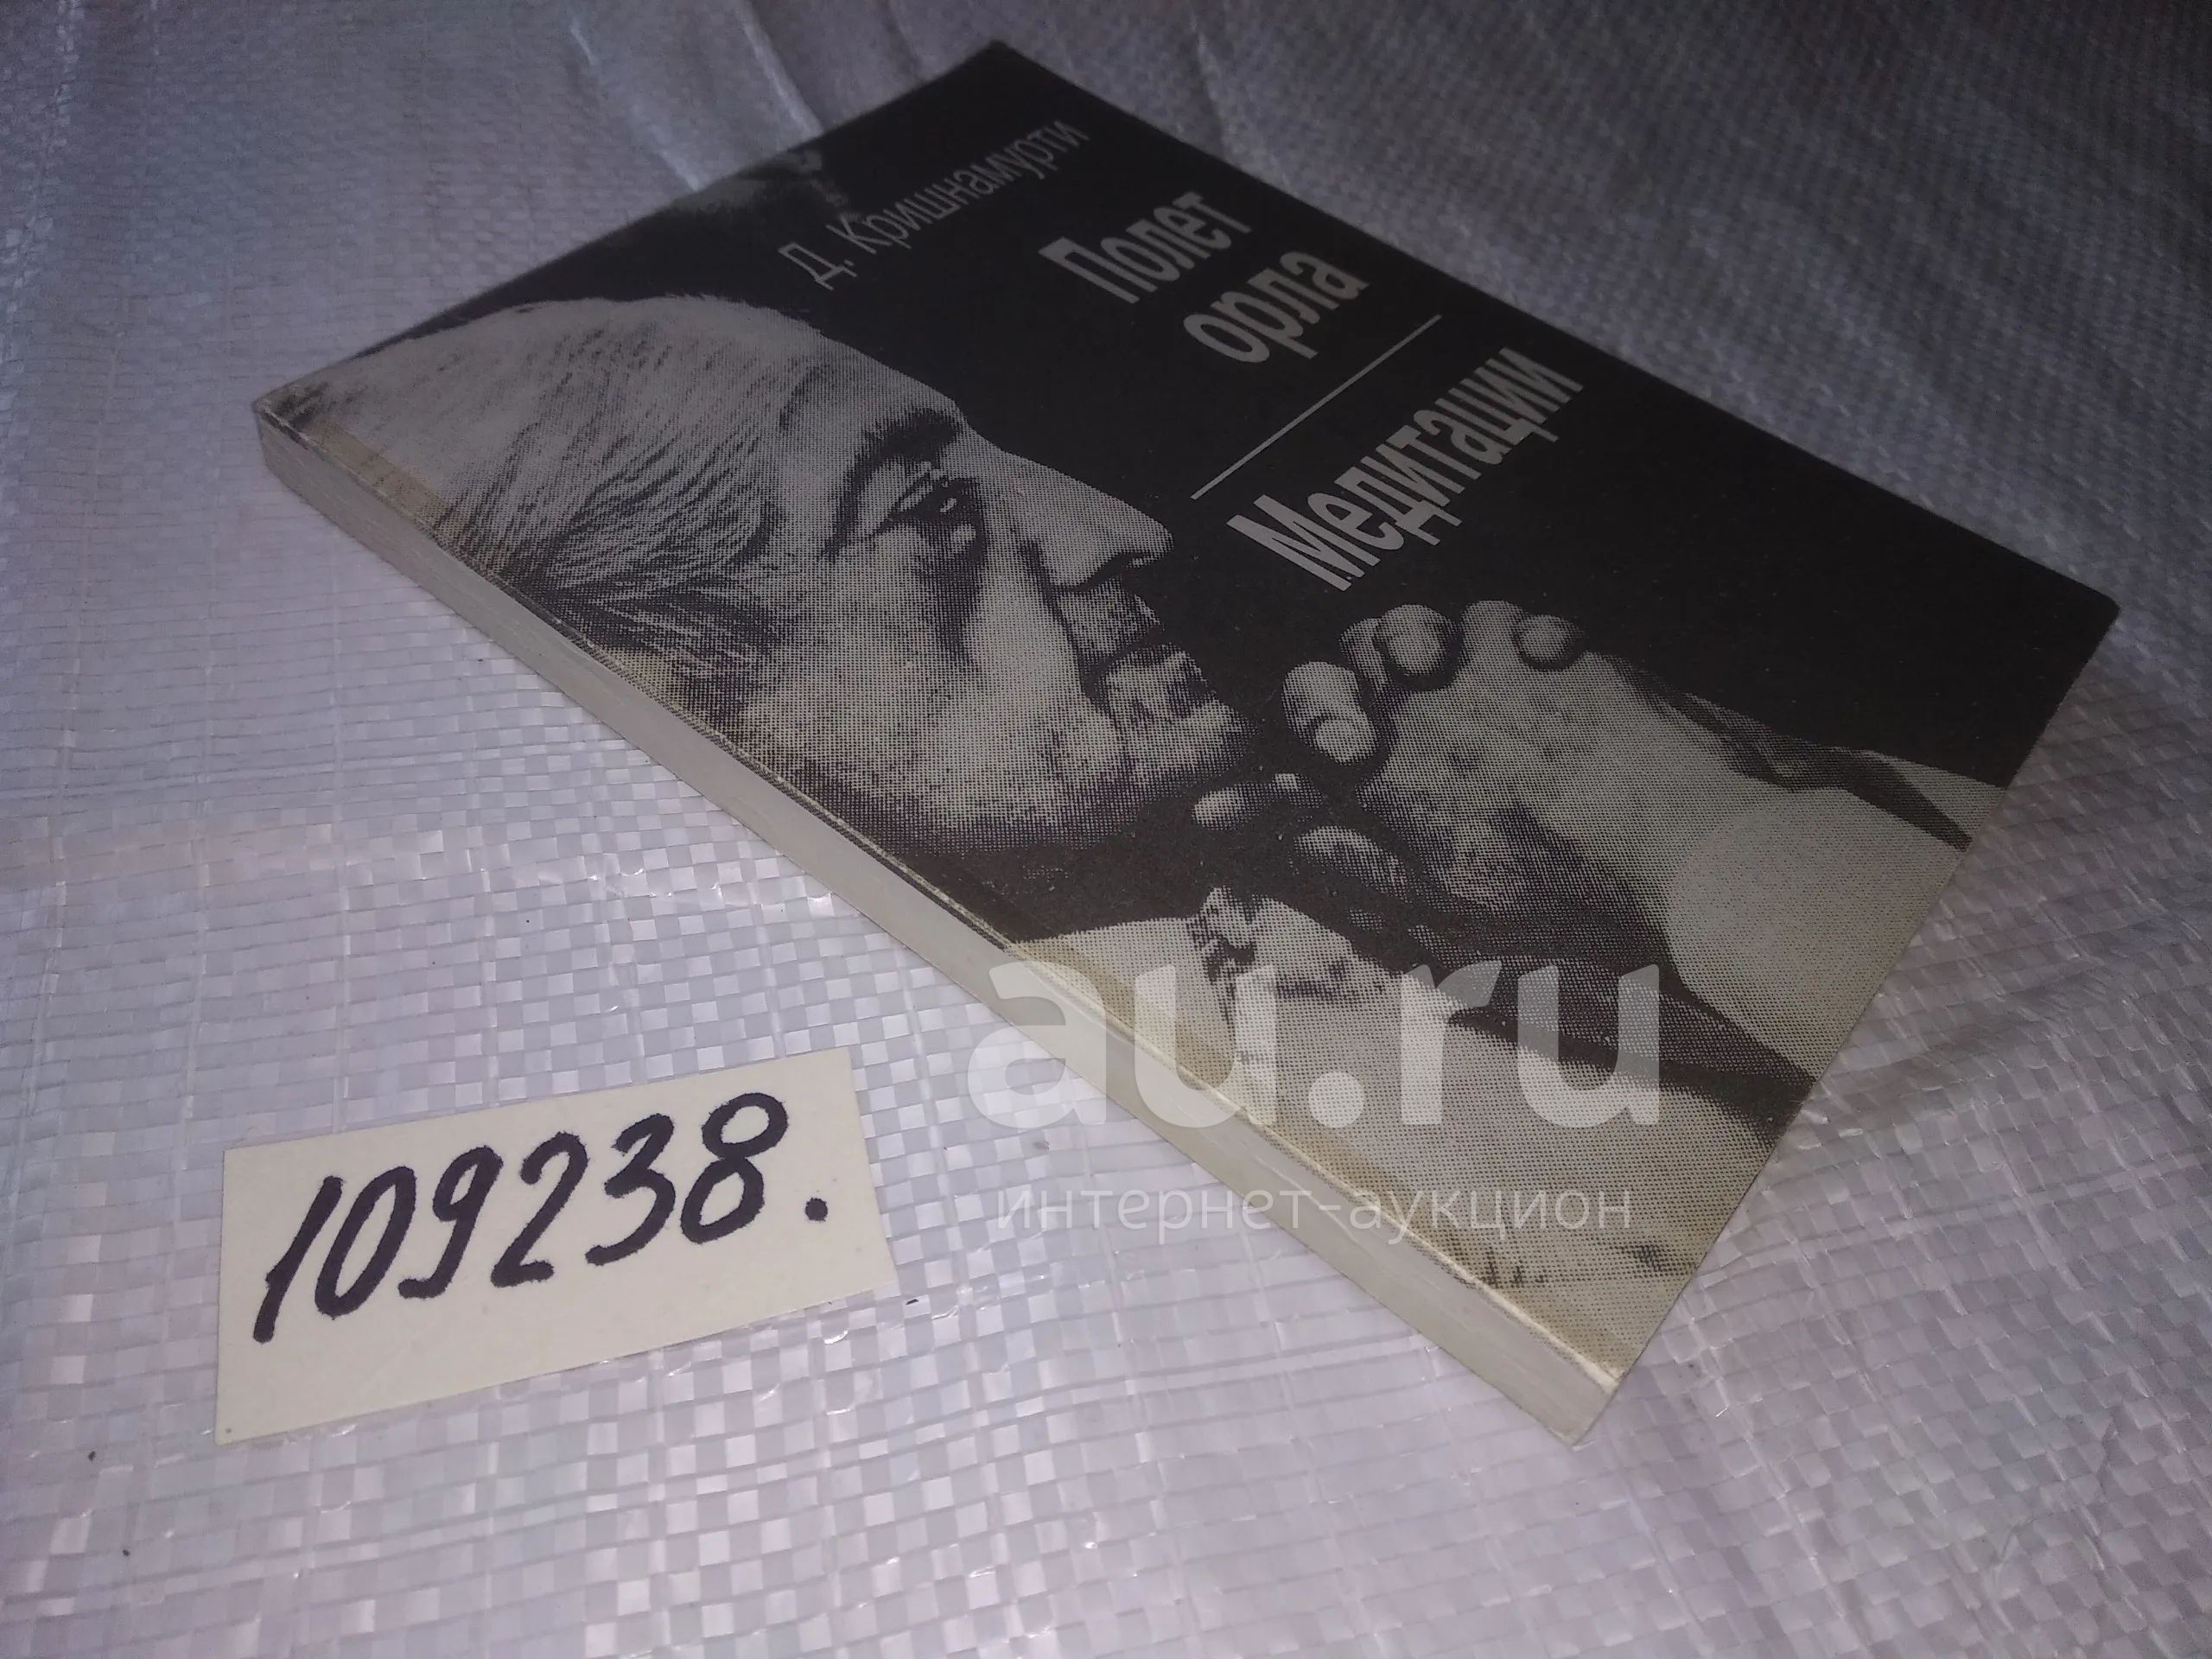 Д. Кришнамурти
Полет
орла
Медитации
au.ru
интернет-аукцион
109238.